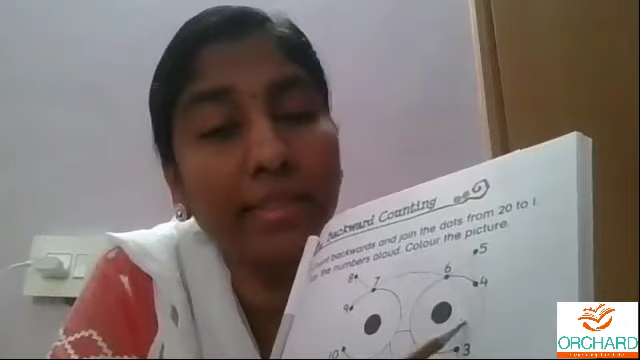 Backward Counting
backwards and join the dots from 20 to 1
the numbers aloud. Colour the picture.
5
6
4
8
7
9
10
3
ORCHARD